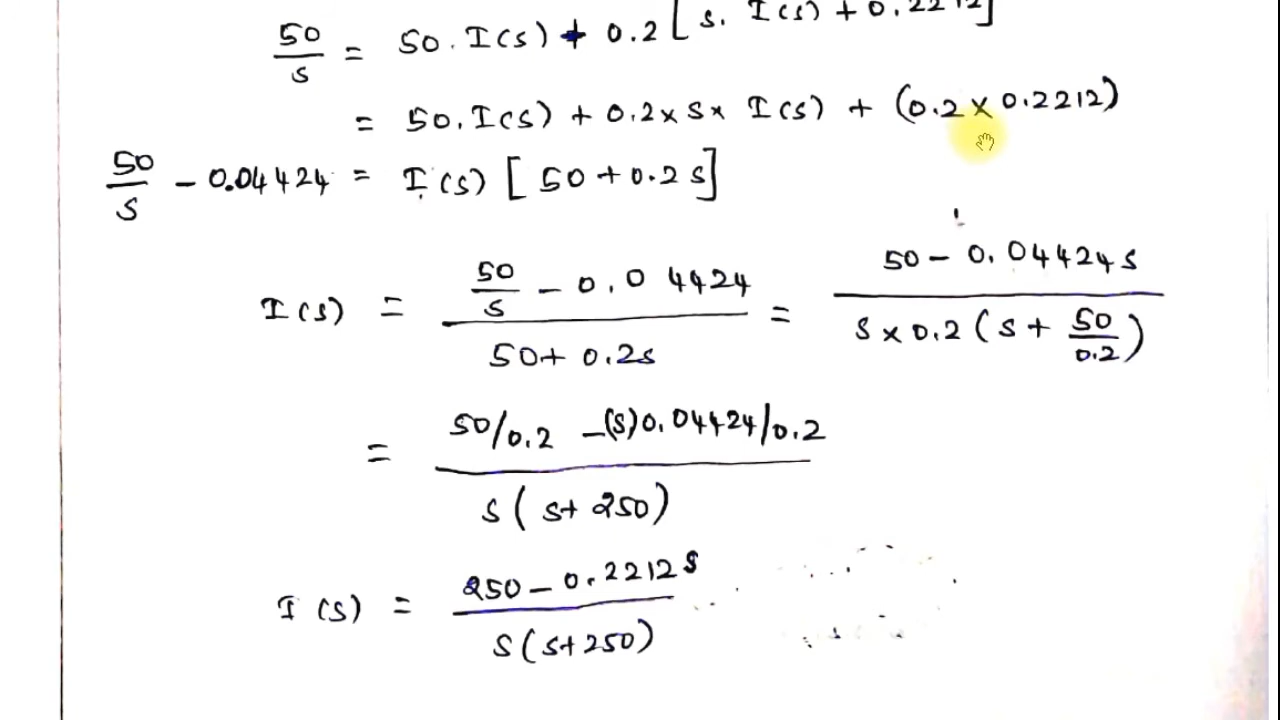 50/s = 50. I(s) + 0.2 [ s. I(s) + 0.2212]
= 50. I(s) + 0.2 x s x I(s) + (0.2 x 0.2212)
50/s - 0.04424 = I(s) [ 50 + 0.2 s]
I(s) = (50/s - 0.04424)/(50 + 0.2s) = (50 - 0.04424s)/(s x 0.2 (s + 50/0.2))
= (50/0.2 - (s)0.04424/0.2)/(s(s + 250))
I(s) = (250 - 0.2212s)/(s(s + 250))